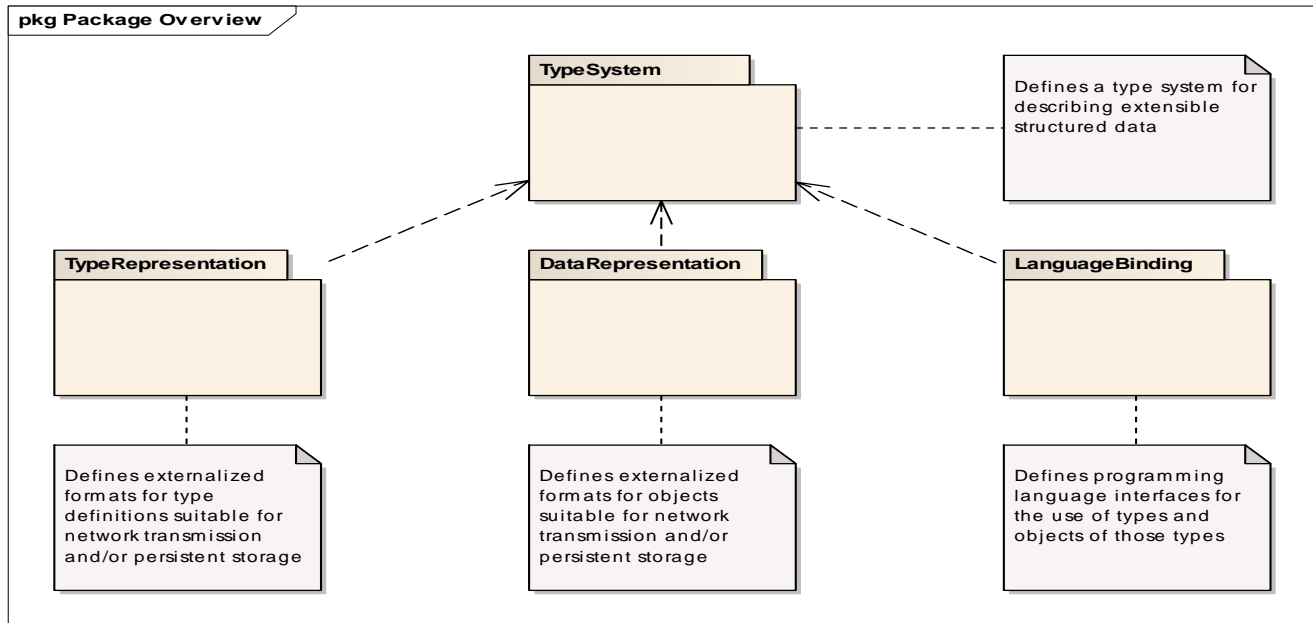 pkg Package Overview
TypeSystem
Defines a type system for
describing extensible
structured data
TypeRepresentation
DataRepresentation
LanguageBinding
Defines externalized
formats for type
definitions suitable for
network transmission
and/or persistent storage
Defines externalized
formats for objects
suitable for network
transmission and/or
persistent storage
Defines programming
language interfaces for
the use of types and
objects of those types